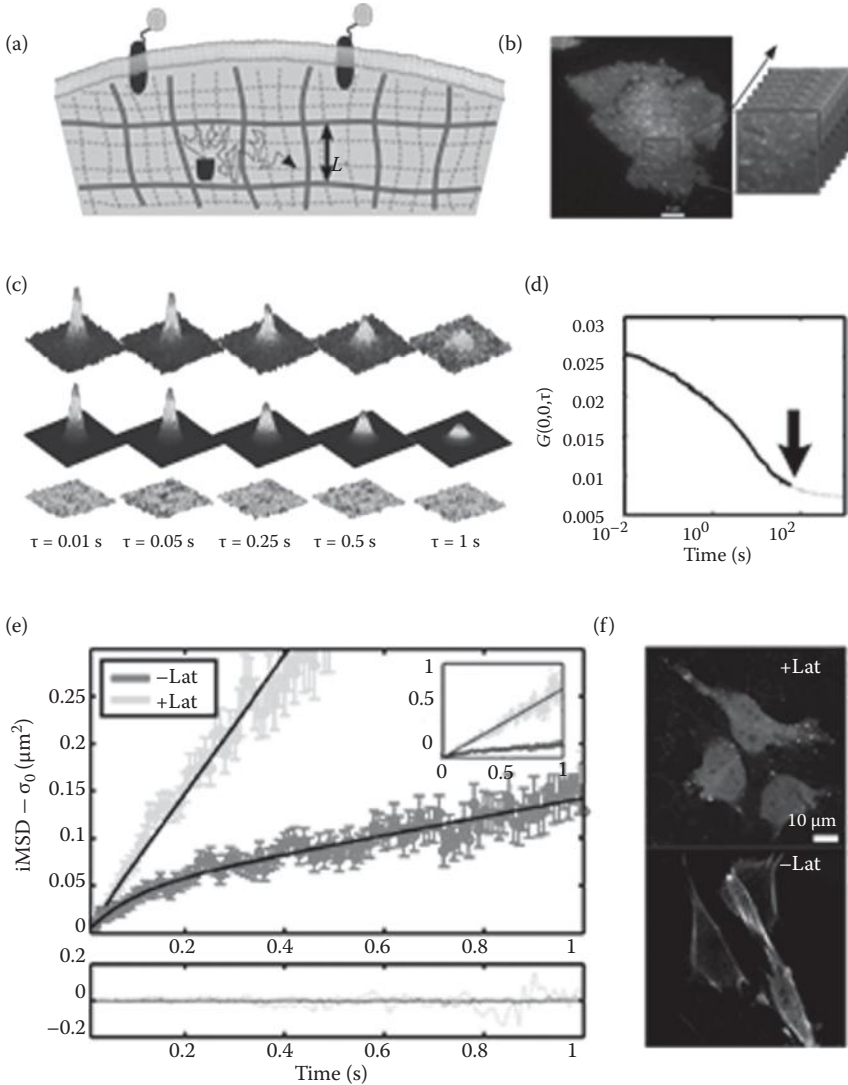 (a)
L
(b)
(c)
τ = 0.01 s τ = 0.05 s τ = 0.25 s τ = 0.5 s τ = 1 s
(d)
G(0,0,τ)
0.03
0.025
0.02
0.015
0.01
0.005
10⁻² 10⁰ 10²
Time (s)
(e)
iMSD − σ₀ (μm²)
−Lat
+Lat
0.25
0.2
0.15
0.1
0.05
0
1
0.5
0
0 0.5 1
0.2 0.4 0.6 0.8 1
0.2
0
−0.2
0.2 0.4 0.6 0.8 1
Time (s)
(f)
+Lat
10 μm
−Lat